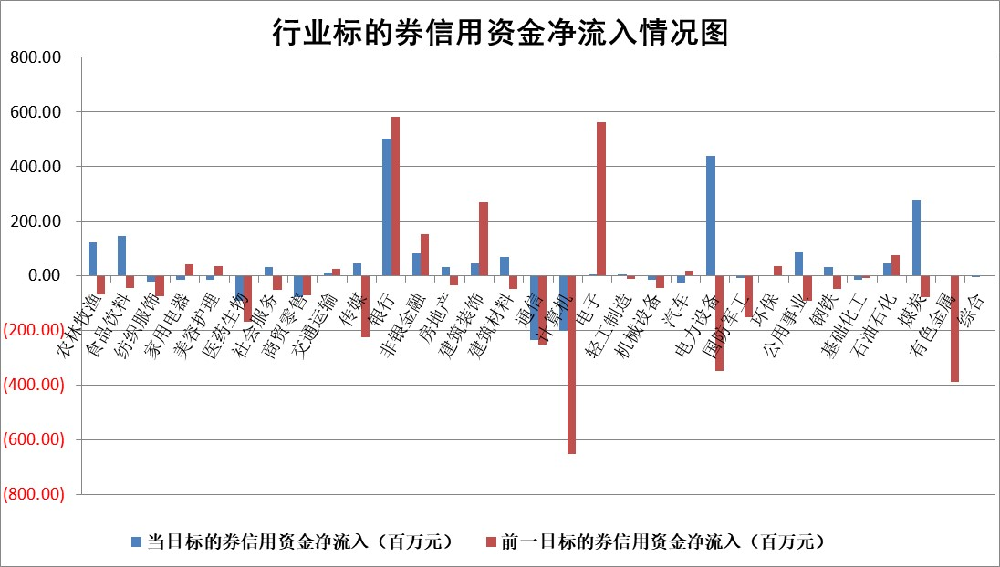 行业标的券信用资金净流入情况图
800.00
600.00
400.00
200.00
0.00
(200.00)
(400.00)
(600.00)
(800.00)
农林牧渔
食品饮料
纺织服饰
家用电器
美容护理
医药生物
社会服务
商贸零售
交通运输
传媒
银行
非银金融
房地产
建筑装饰
建筑材料
通信
计算机
电子
轻工制造
机械设备
汽车
电力设备
国防军工
环保
公用事业
钢铁
基础化工
石油石化
煤炭
有色金属
综合
当日标的券信用资金净流入（百万元）
前一日标的券信用资金净流入（百万元）